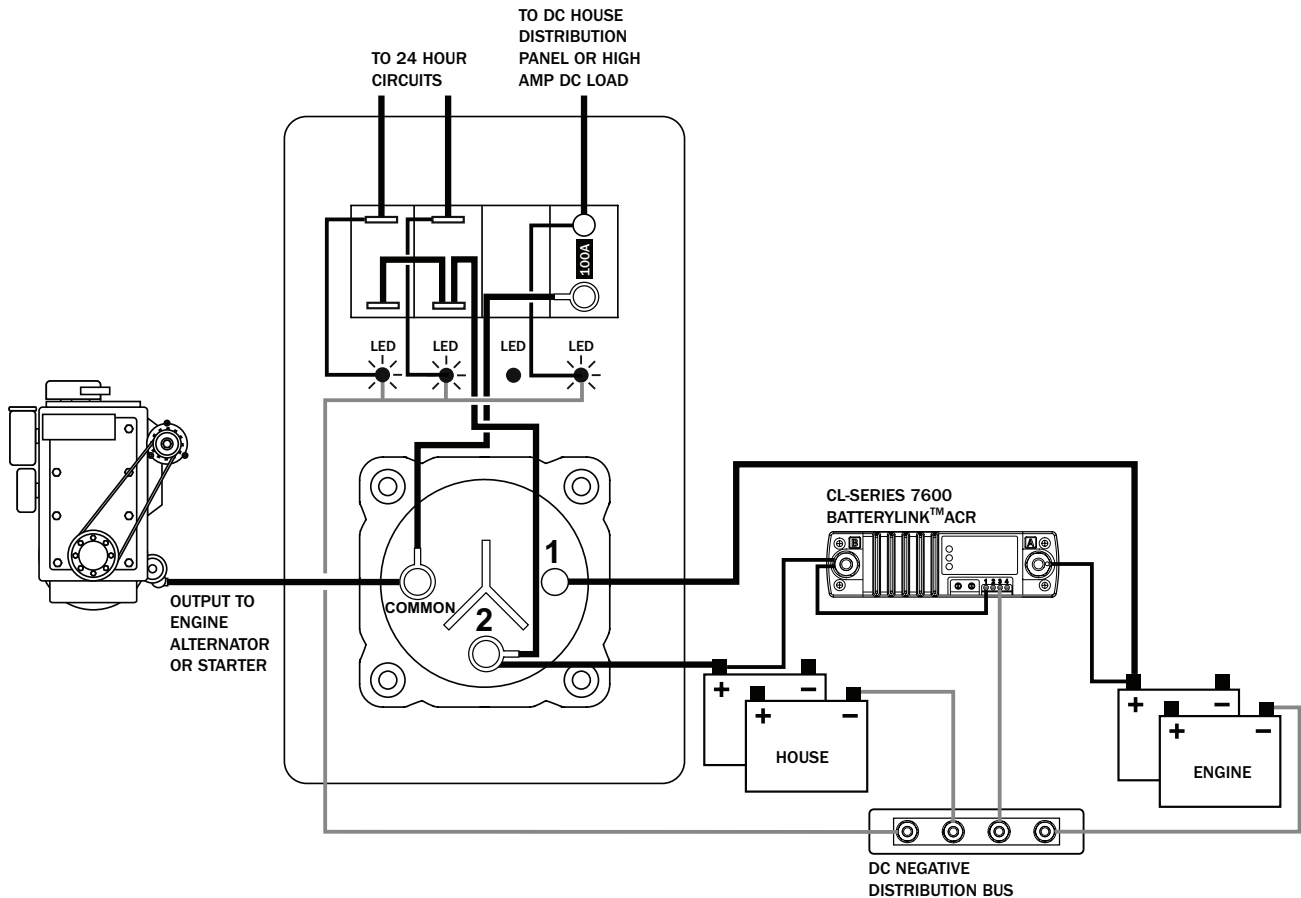 TO DC HOUSE
DISTRIBUTION
PANEL OR HIGH
AMP DC LOAD
TO 24 HOUR
CIRCUITS
100A
LED
LED
LED
LED
OUTPUT TO
ENGINE
ALTERNATOR
OR STARTER
COMMON
1
2
CL-SERIES 7600
BATTERYLINK™ACR
B
A
1 2 3 4
+
−
+
−
HOUSE
+
−
+
−
ENGINE
DC NEGATIVE
DISTRIBUTION BUS